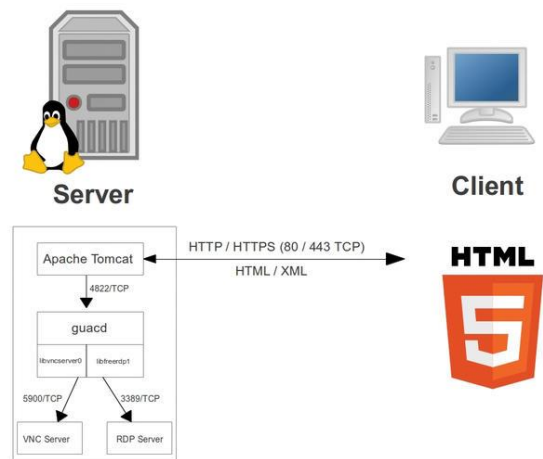 Server
Client
HTTP / HTTPS (80 / 443 TCP)
HTML / XML
HTML
5
Apache Tomcat
4822/TCP
guacd
libvncserver0
libfreerdp1
5900/TCP
3389/TCP
VNC Server
RDP Server